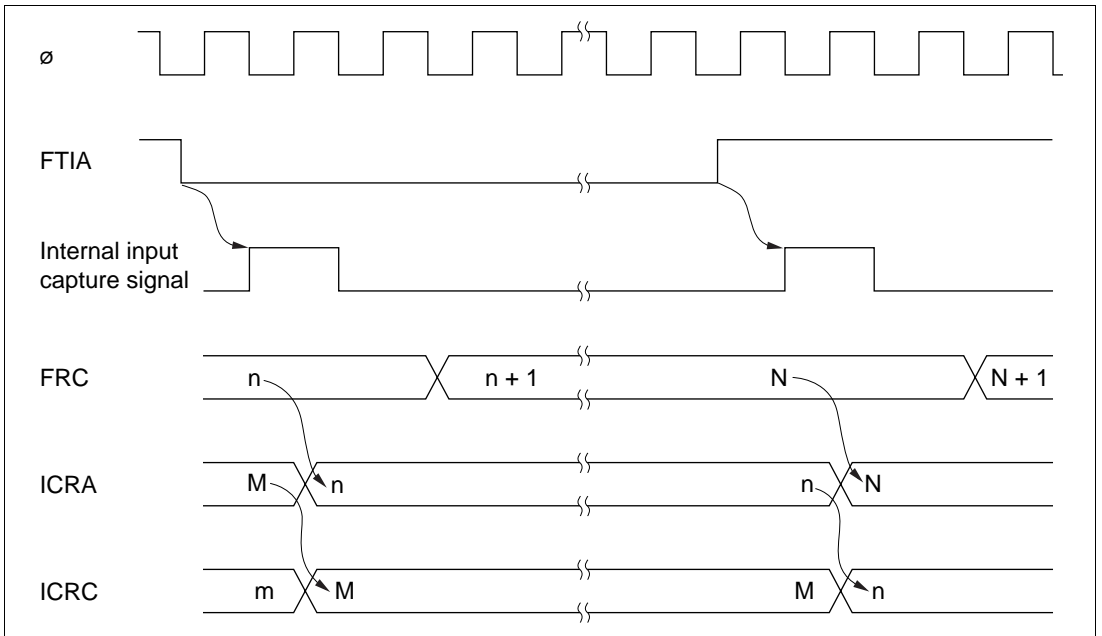 ø
FTIA
Internal input
capture signal
FRC n n + 1 N N + 1
ICRA M n n N
ICRC m M M n